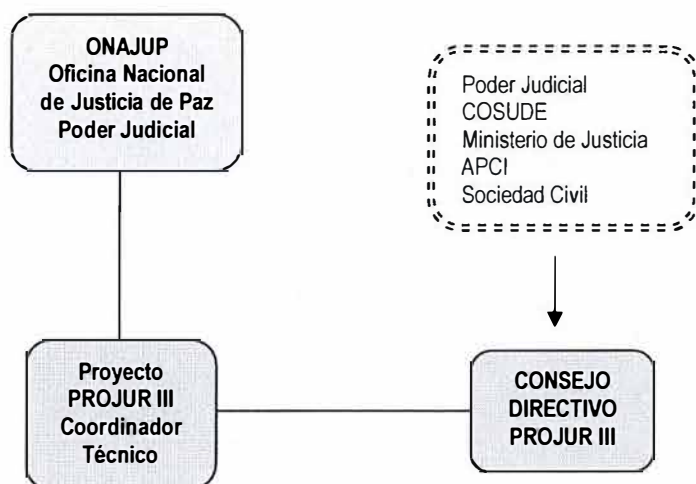 ONAJUP
Oficina Nacional
de Justicia de Paz
Poder Judicial
Poder Judicial
COSUDE
Ministerio de Justicia
APCI
Sociedad Civil
Proyecto
PROJUR III
Coordinador
Técnico
CONSEJO
DIRECTIVO
PROJUR III